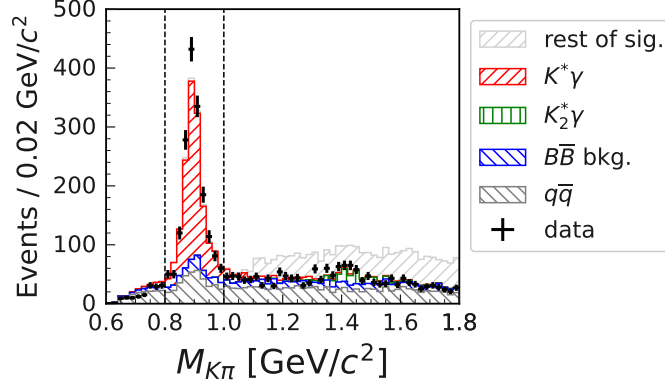 500
400
300
200
100
0
Events / 0.02 GeV/c²
0.6 0.8 1.0 1.2 1.4 1.6 1.8
M_{Kπ} [GeV/c²]
rest of sig.
K*γ
K₂*γ
BB̅ bkg.
qq̅
data